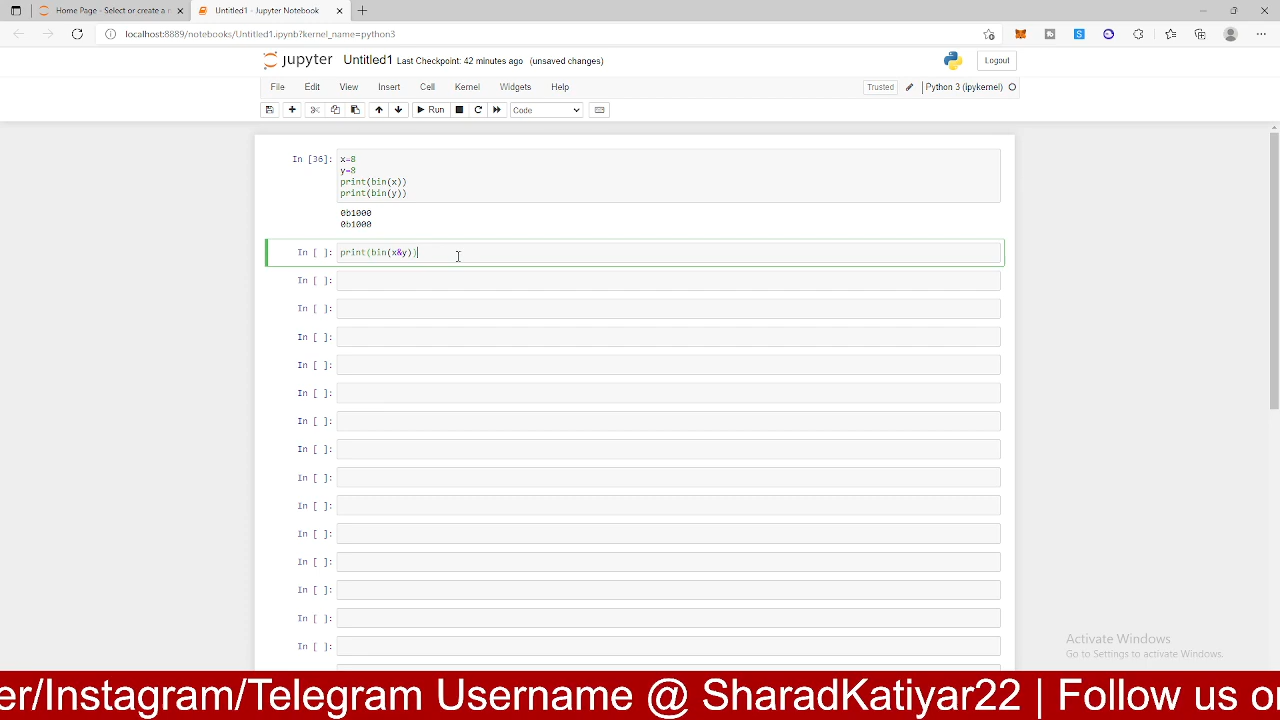 Home Page - Select or create a n
Untitled1 - Jupyter Notebook
localhost:8889/notebooks/Untitled1.ipynb?kernel_name=python3
jupyter Untitled1 Last Checkpoint: 42 minutes ago (unsaved changes)
Logout
File Edit View Insert Cell Kernel Widgets Help
Trusted
Python 3 (ipykernel)
Run
Code
In [36]: x=8
y=8
print(bin(x))
print(bin(y))
0b1000
0b1000
In [ ]: print(bin(x&y))
In [ ]:
In [ ]:
In [ ]:
In [ ]:
In [ ]:
In [ ]:
In [ ]:
In [ ]:
In [ ]:
In [ ]:
In [ ]:
In [ ]:
In [ ]:
In [ ]:
Activate Windows
Go to Settings to activate Windows.
er/Instagram/Telegram Username @ SharadKatiyar22 | Follow us o